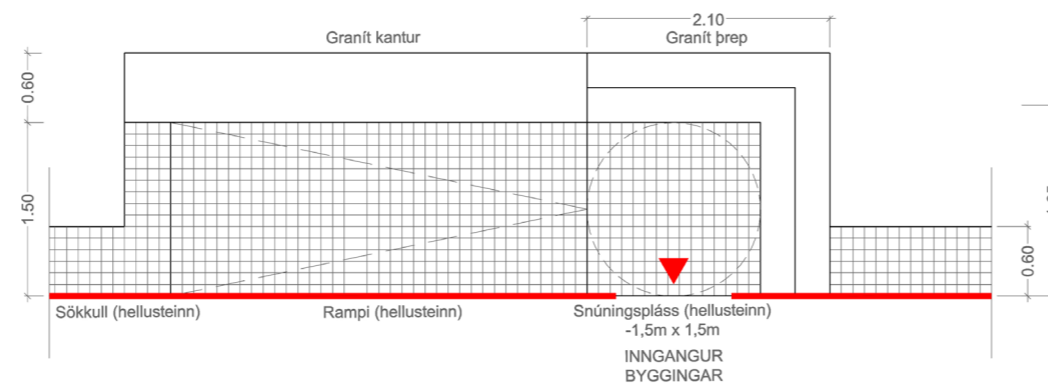 2.10
Granít kantur
Granít þrep
0.60
1.50
0.60
Sökkull (hellusteinn)
Rampi (hellusteinn)
Snúningspláss (hellusteinn)
-1,5m x 1,5m
INNGANGUR
BYGGINGAR